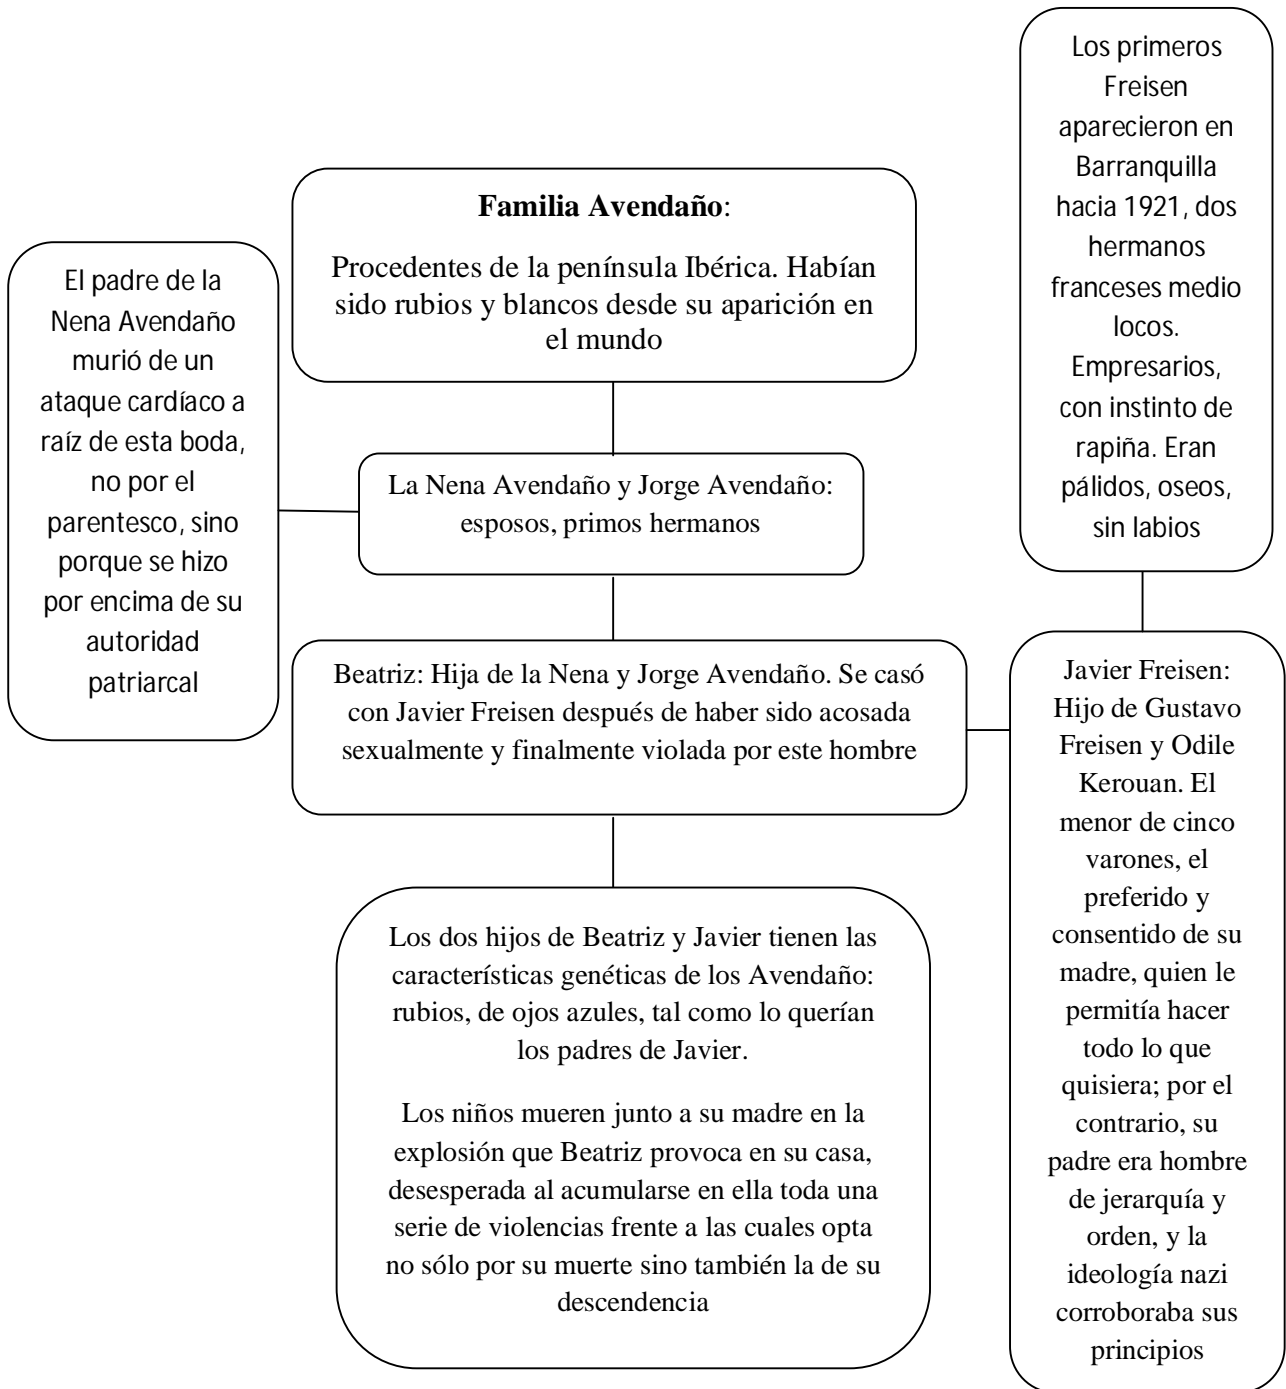 Los primeros
Freisen
aparecieron en
Barranquilla
hacia 1921, dos
hermanos
franceses medio
locos.
Empresarios,
con instinto de
rapiña. Eran
pálidos, oseos,
sin labios
Familia Avendaño:
Procedentes de la península Ibérica. Habían
sido rubios y blancos desde su aparición en
el mundo
El padre de la
Nena Avendaño
murió de un
ataque cardíaco a
raíz de esta boda,
no por el
parentesco, sino
porque se hizo
por encima de su
autoridad
patriarcal
La Nena Avendaño y Jorge Avendaño:
esposos, primos hermanos
Beatriz: Hija de la Nena y Jorge Avendaño. Se casó
con Javier Freisen después de haber sido acosada
sexualmente y finalmente violada por este hombre
Javier Freisen:
Hijo de Gustavo
Freisen y Odile
Kerouan. El
menor de cinco
varones, el
preferido y
consentido de su
madre, quien le
permitía hacer
todo lo que
quisiera; por el
contrario, su
padre era hombre
de jerarquía y
orden, y la
ideología nazi
corroboraba sus
principios
Los dos hijos de Beatriz y Javier tienen las
características genéticas de los Avendaño:
rubios, de ojos azules, tal como lo querían
los padres de Javier.
Los niños mueren junto a su madre en la
explosión que Beatriz provoca en su casa,
desesperada al acumularse en ella toda una
serie de violencias frente a las cuales opta
no sólo por su muerte sino también la de su
descendencia